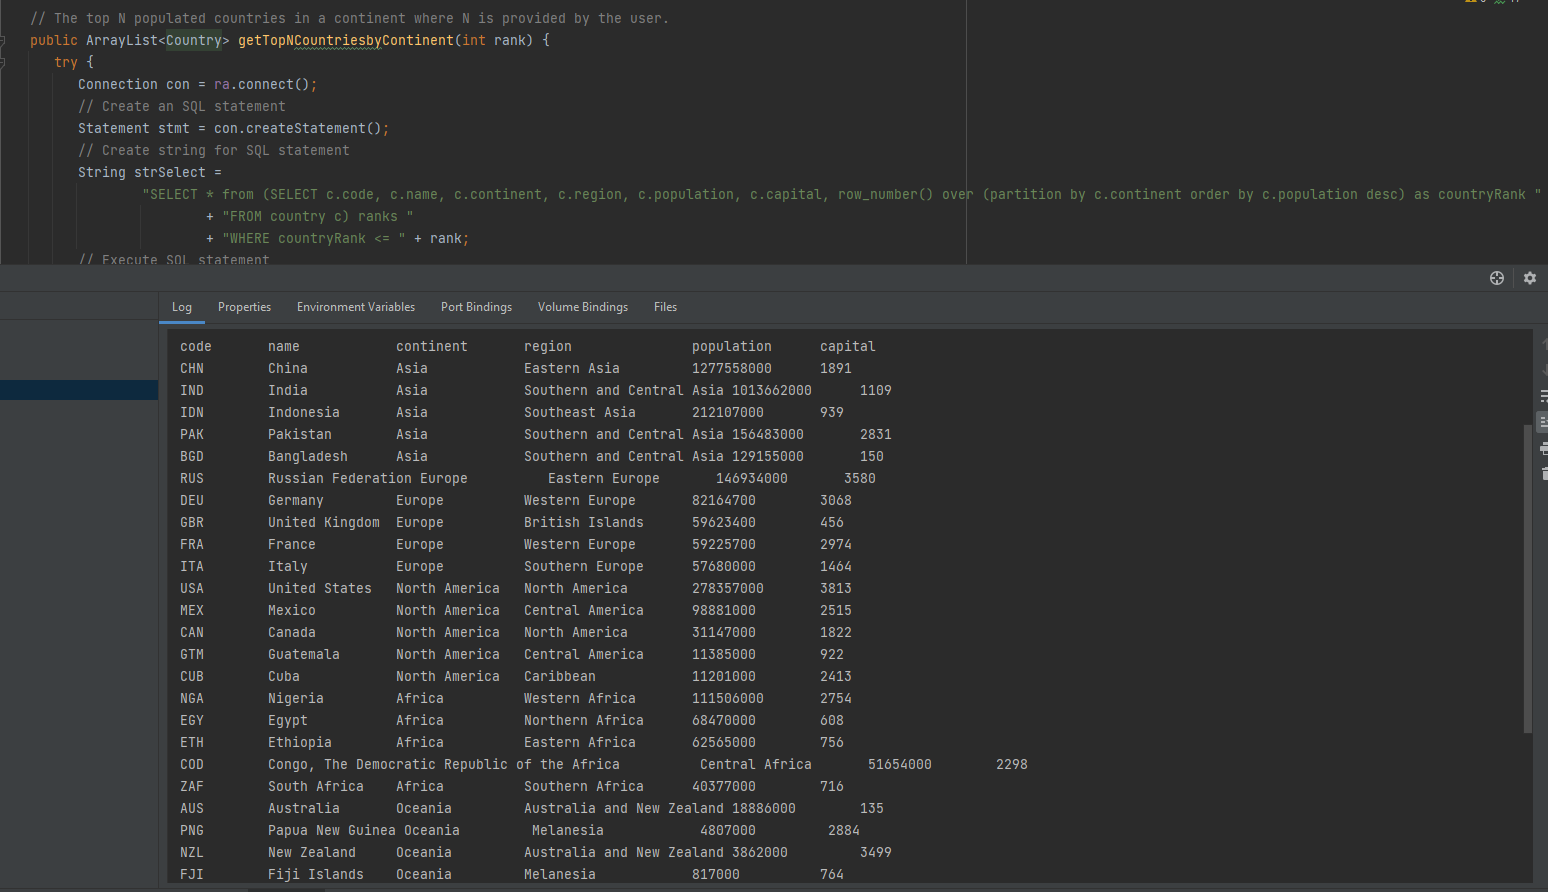 // The top N populated countries in a continent where N is provided by the user.
public ArrayList<Country> getTopNCountriesbyContinent(int rank) {
try {
Connection con = ra.connect();
// Create an SQL statement
Statement stmt = con.createStatement();
// Create string for SQL statement
String strSelect =
"SELECT * from (SELECT c.code, c.name, c.continent, c.region, c.population, c.capital, row_number() over (partition by c.continent order by c.population desc) as countryRank "
+ "FROM country c) ranks "
+ "WHERE countryRank <= " + rank;
// Execute SQL statement
Log Properties Environment Variables Port Bindings Volume Bindings Files
code name continent region population capital
CHN China Asia Eastern Asia 1277558000 1891
IND India Asia Southern and Central Asia 1013662000 1109
IDN Indonesia Asia Southeast Asia 212107000 939
PAK Pakistan Asia Southern and Central Asia 156483000 2831
BGD Bangladesh Asia Southern and Central Asia 129155000 150
RUS Russian Federation Europe Eastern Europe 146934000 3580
DEU Germany Europe Western Europe 82164700 3068
GBR United Kingdom Europe British Islands 59623400 456
FRA France Europe Western Europe 59225700 2974
ITA Italy Europe Southern Europe 57680000 1464
USA United States North America North America 278357000 3813
MEX Mexico North America Central America 98881000 2515
CAN Canada North America North America 31147000 1822
GTM Guatemala North America Central America 11385000 922
CUB Cuba North America Caribbean 11201000 2413
NGA Nigeria Africa Western Africa 111506000 2754
EGY Egypt Africa Northern Africa 68470000 608
ETH Ethiopia Africa Eastern Africa 62565000 756
COD Congo, The Democratic Republic of the Africa Central Africa 51654000 2298
ZAF South Africa Africa Southern Africa 40377000 716
AUS Australia Oceania Australia and New Zealand 18886000 135
PNG Papua New Guinea Oceania Melanesia 4807000 2884
NZL New Zealand Oceania Australia and New Zealand 3862000 3499
FJI Fiji Islands Oceania Melanesia 817000 764